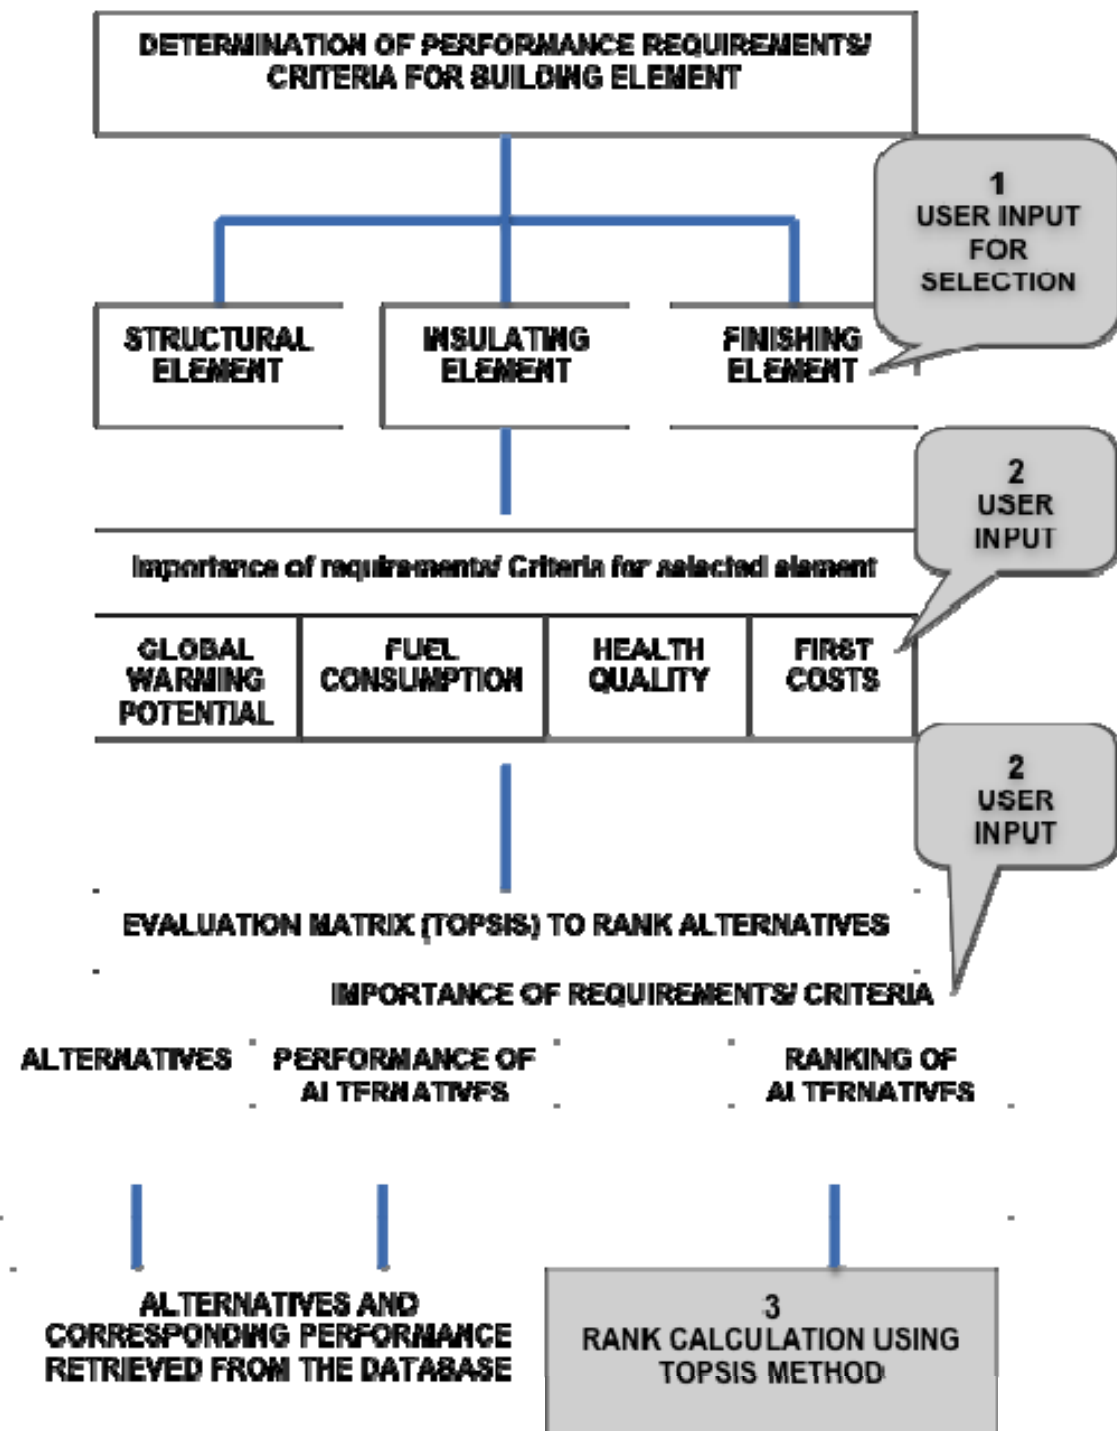 DETERMINATION OF PERFORMANCE REQUIREMENTS/
CRITERIA FOR BUILDING ELEMENT
1
USER INPUT
FOR
SELECTION
STRUCTURAL
ELEMENT
INSULATING
ELEMENT
FINISHING
ELEMENT
2
USER
INPUT
Importance of requirements/ Criteria for selected element
GLOBAL
WARMING
POTENTIAL
FUEL
CONSUMPTION
HEALTH
QUALITY
FIRST
COSTS
2
USER
INPUT
EVALUATION MATRIX (TOPSIS) TO RANK ALTERNATIVES
IMPORTANCE OF REQUIREMENTS/ CRITERIA
ALTERNATIVES
PERFORMANCE OF
ALTERNATIVES
RANKING OF
ALTERNATIVES
ALTERNATIVES AND
CORRESPONDING PERFORMANCE
RETRIEVED FROM THE DATABASE
3
RANK CALCULATION USING
TOPSIS METHOD